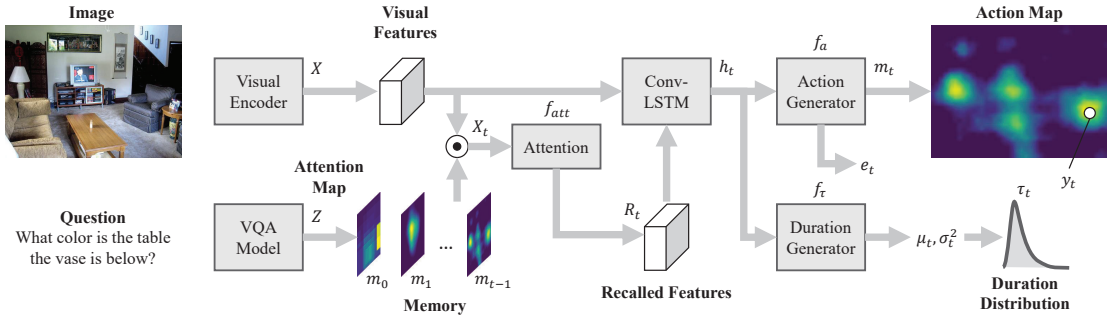 Image
Visual
Features
Action Map
Visual
Encoder
X
f_att
X_t
Attention
Conv-
LSTM
h_t
f_a
Action
Generator
m_t
e_t
y_t
Question
What color is the table
the vase is below?
VQA
Model
Z
Attention
Map
m_0
m_1
...
m_{t-1}
Memory
R_t
Recalled Features
f_τ
Duration
Generator
μ_t, σ_t^2
τ_t
Duration
Distribution